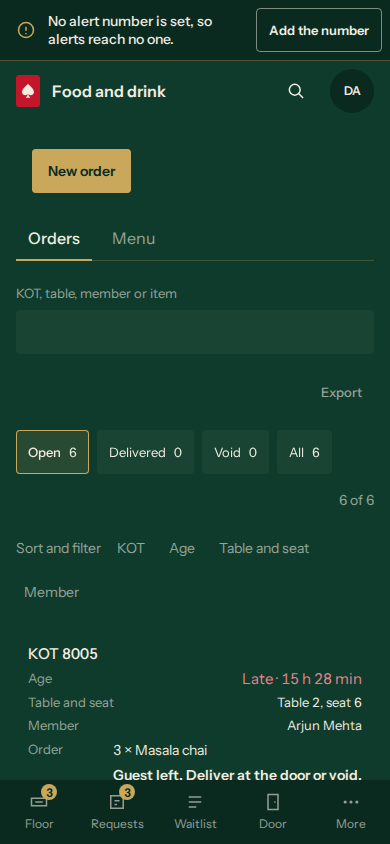 No alert number is set, so
alerts reach no one.
Add the number
Food and drink
DA
New order
Orders
Menu
KOT, table, member or item
Export
Open 6
Delivered 0
Void 0
All 6
6 of 6
Sort and filter
KOT
Age
Table and seat
Member
KOT 8005
Age
Late · 15 h 28 min
Table and seat
Table 2, seat 6
Member
Arjun Mehta
Order
3 × Masala chai
Guest left. Deliver at the door or void.
3
3
Floor
Requests
Waitlist
Door
More